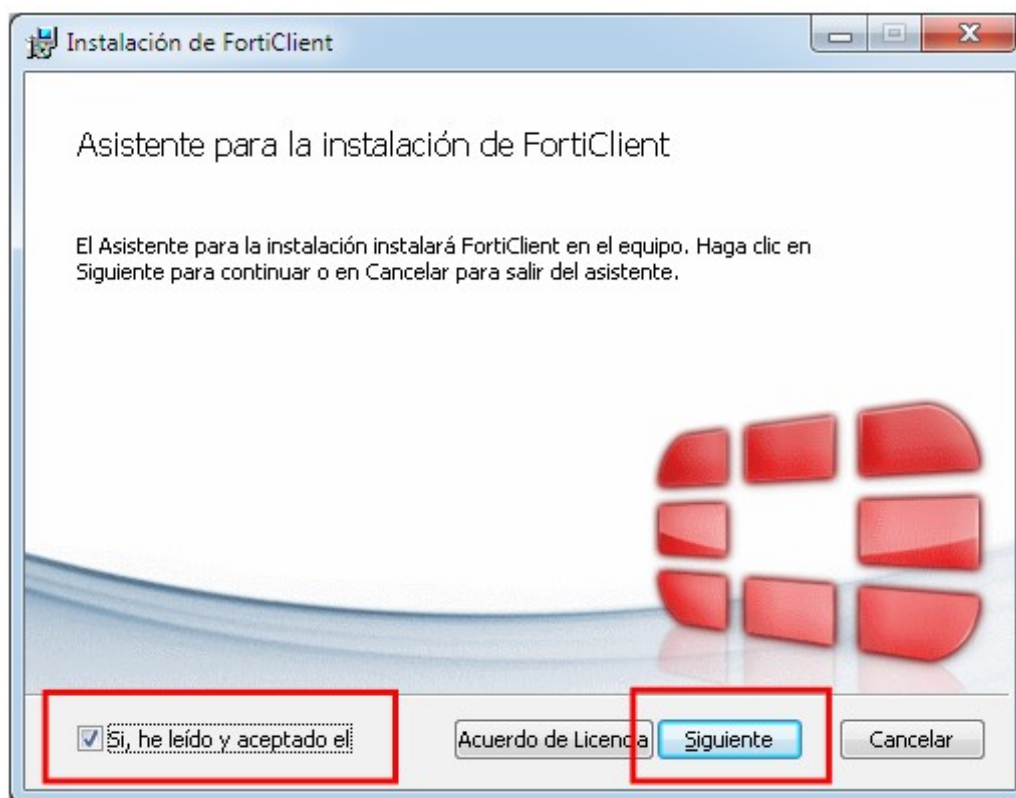 Instalación de FortiClient
Asistente para la instalación de FortiClient
El Asistente para la instalación instalará FortiClient en el equipo. Haga clic en
Siguiente para continuar o en Cancelar para salir del asistente.
Si, he leído y aceptado el
Acuerdo de Licencia
Siguiente
Cancelar